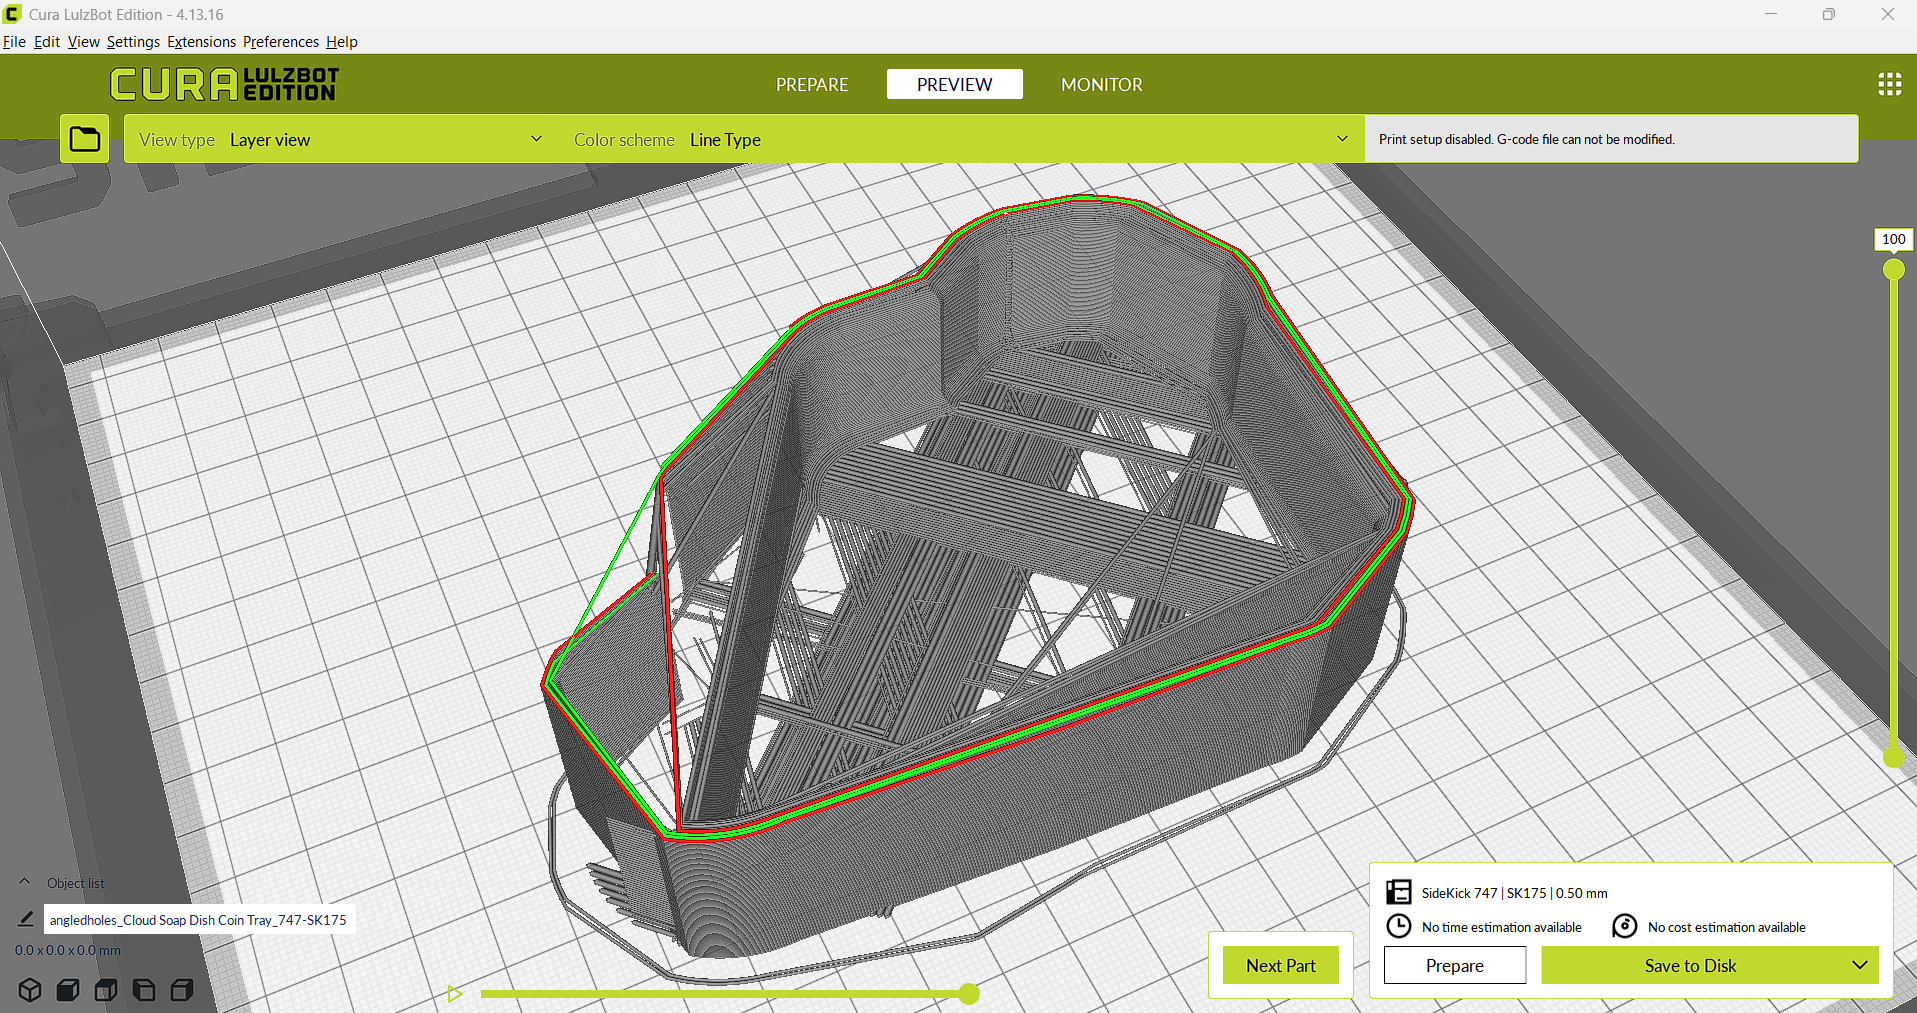 Cura LulzBot Edition - 4.13.16
File Edit View Settings Extensions Preferences Help
CURA LULZBOT EDITION
PREPARE
PREVIEW
MONITOR
View type Layer view
Color scheme Line Type
Print setup disabled. G-code file can not be modified.
100
Object list
angledholes_Cloud Soap Dish Coin Tray_747-SK175
0.0 x 0.0 x 0.0 mm
SideKick 747 | SK175 | 0.50 mm
No time estimation available
No cost estimation available
Next Part
Prepare
Save to Disk